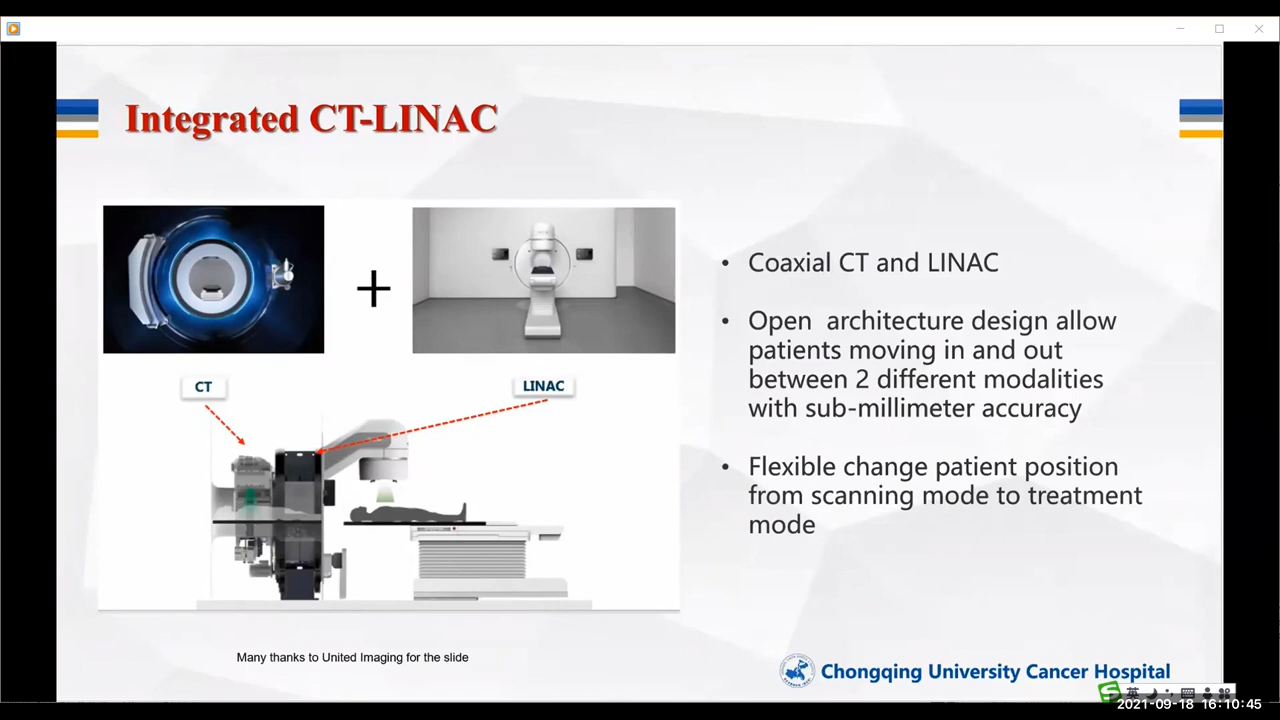 Integrated CT-LINAC
+
CT
LINAC
• Coaxial CT and LINAC
• Open  architecture design allow
patients moving in and out
between 2 different modalities
with sub-millimeter accuracy
• Flexible change patient position
from scanning mode to treatment
mode
Many thanks to United Imaging for the slide
Chongqing University Cancer Hospital
英
2021-09-18 16:10:45